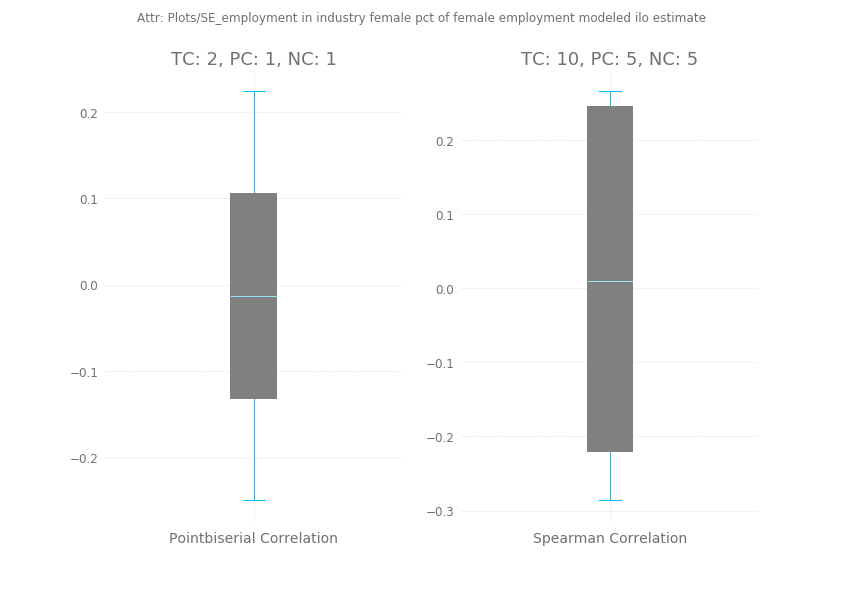 Attr: Plots/SE_employment in industry female pct of female employment modeled ilo estimate
TC: 2, PC: 1, NC: 1
0.2
0.1
0.0
−0.1
−0.2
Pointbiserial Correlation
TC: 10, PC: 5, NC: 5
0.2
0.1
0.0
−0.1
−0.2
−0.3
Spearman Correlation